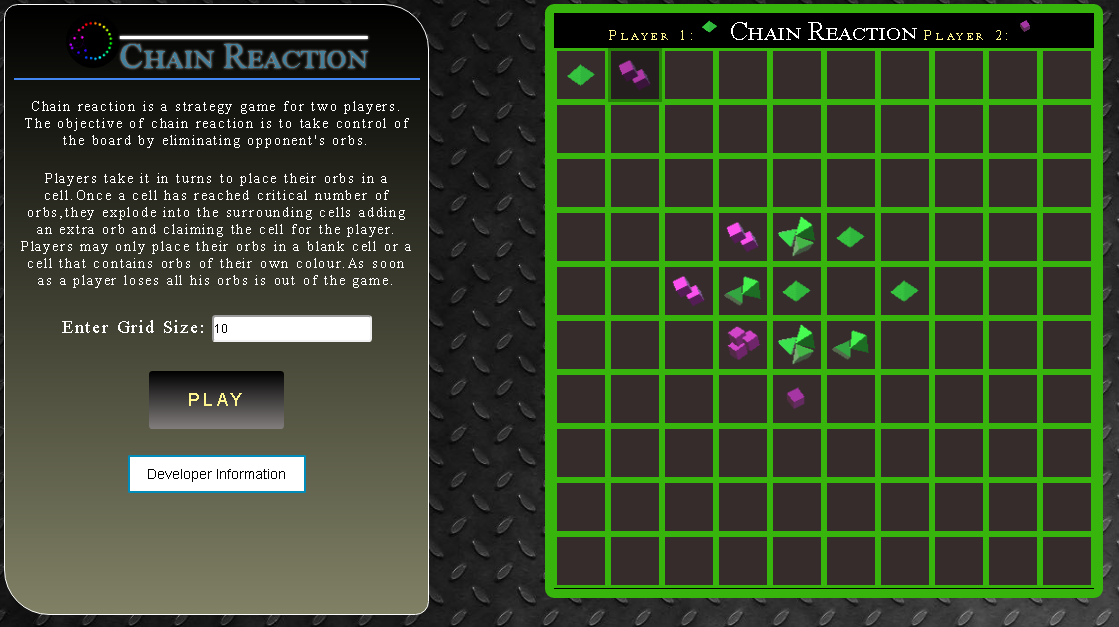 Chain Reaction
Chain reaction is a strategy game for two players.
The objective of chain reaction is to take control of
the board by eliminating opponent's orbs.
Players take it in turns to place their orbs in a
cell.Once a cell has reached critical number of
orbs,they explode into the surrounding cells adding
an extra orb and claiming the cell for the player.
Players may only place their orbs in a blank cell or a
cell that contains orbs of their own colour.As soon
as a player loses all his orbs is out of the game.
Enter Grid Size: 10
PLAY
Developer Information
Player 1: Chain Reaction Player 2: